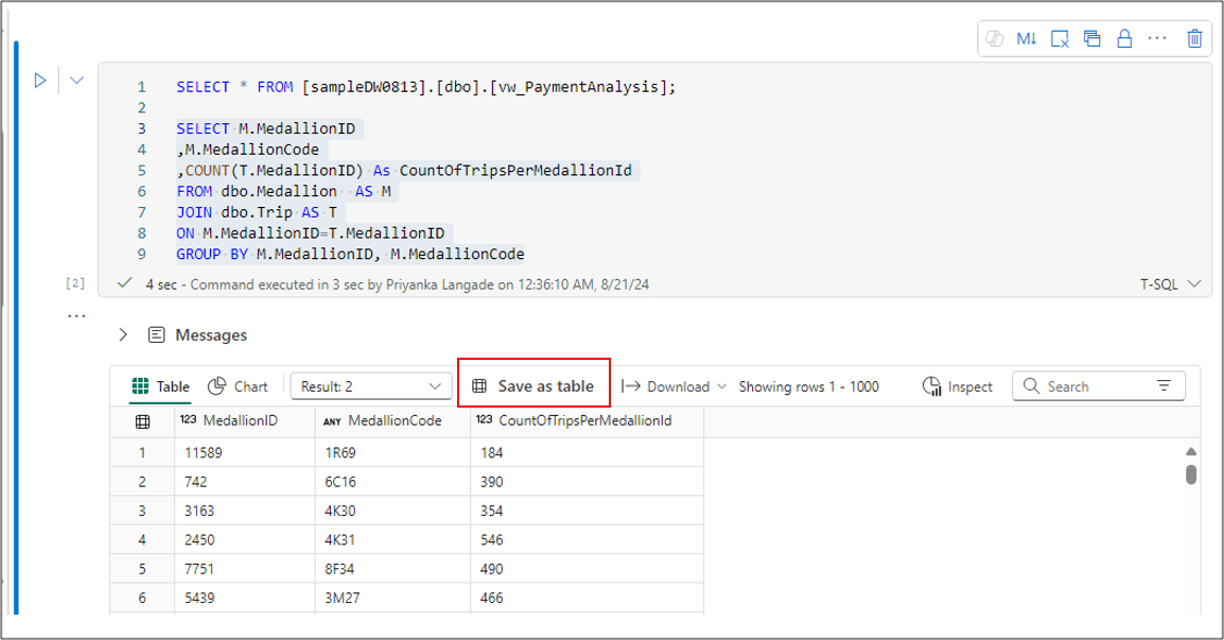 M↓ ...
1 SELECT * FROM [sampleDW0813].[dbo].[vw_PaymentAnalysis];
2
3 SELECT M.MedallionID
4 ,M.MedallionCode
5 ,COUNT(T.MedallionID) As CountOfTripsPerMedallionId
6 FROM dbo.Medallion  AS M
7 JOIN dbo.Trip AS T
8 ON M.MedallionID=T.MedallionID
9 GROUP BY M.MedallionID, M.MedallionCode
[2] 4 sec - Command executed in 3 sec by Priyanka Langade on 12:36:10 AM, 8/21/24 T-SQL
...
Messages
Table Chart Result: 2 Save as table Download Showing rows 1 - 1000 Inspect Search
123 MedallionID ANY MedallionCode 123 CountOfTripsPerMedallionId
1 11589 1R69 184
2 742 6C16 390
3 3163 4K30 354
4 2450 4K31 546
5 7751 8F34 490
6 5439 3M27 466